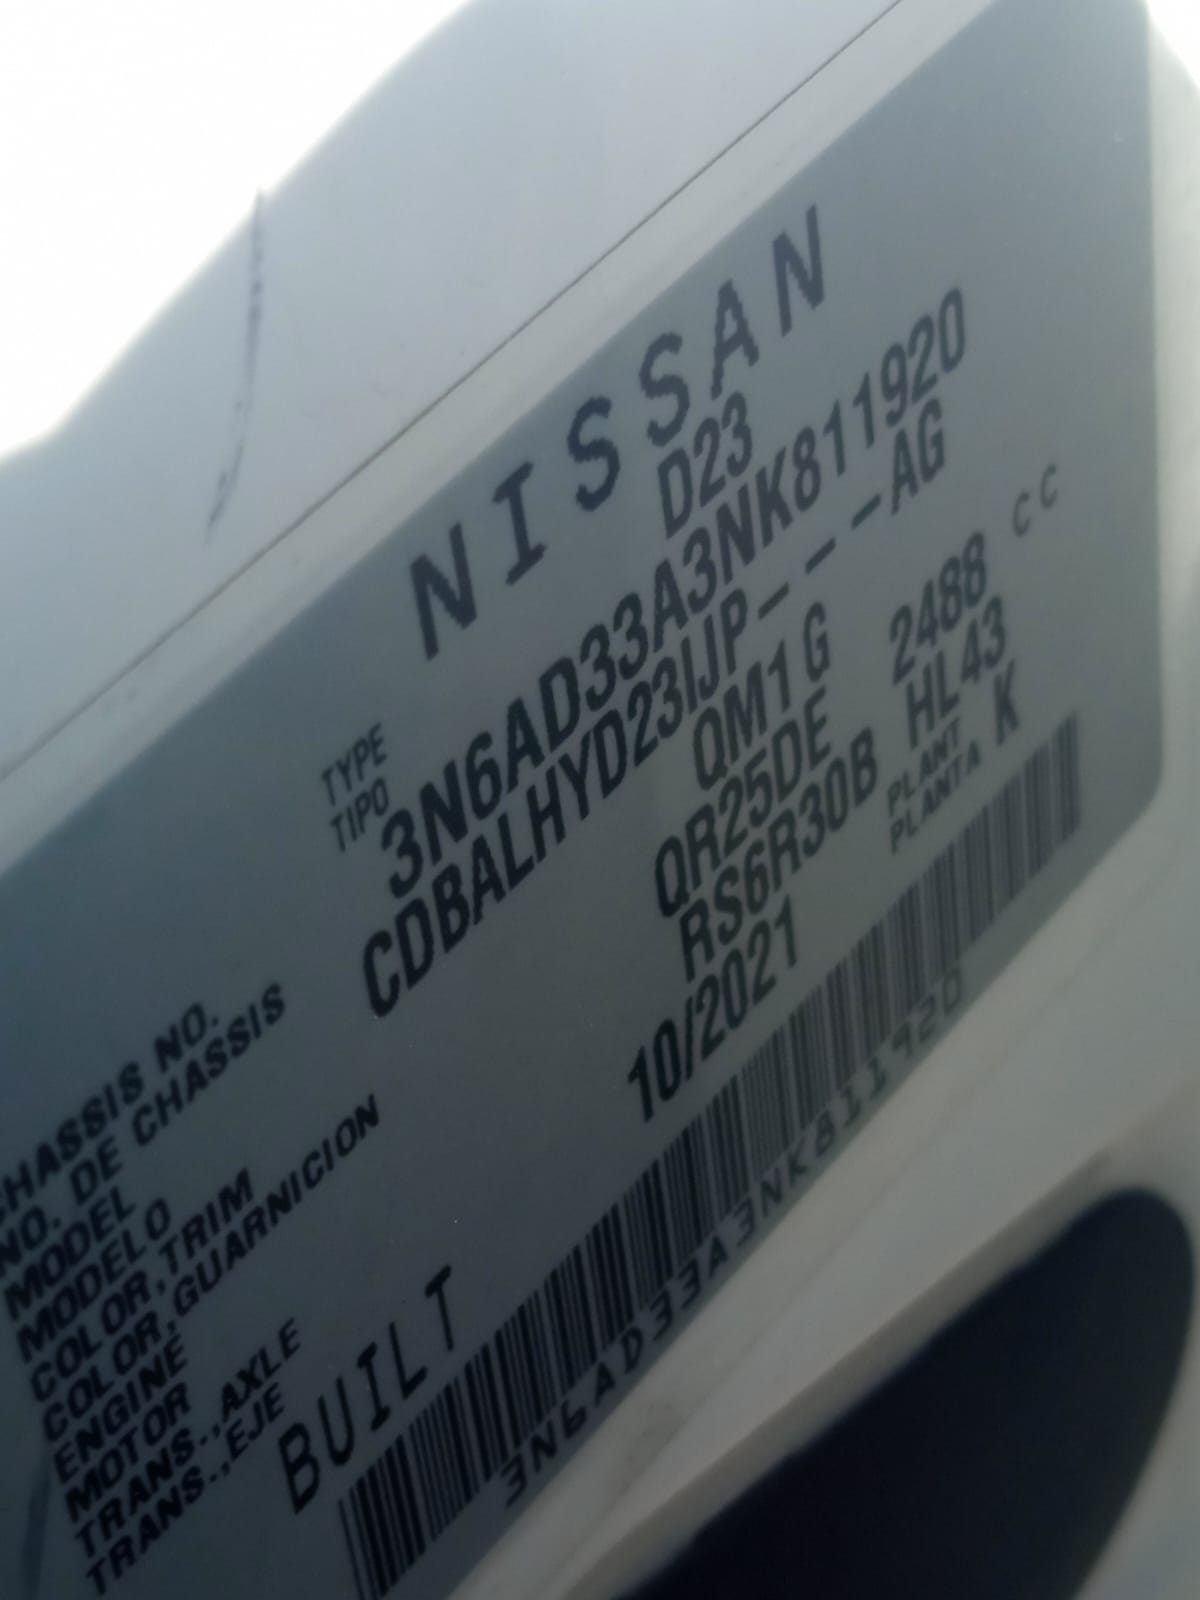 NISSAN
TYPE D23
TIPO
CHASSIS NO. 3N6AD33A3NK811920
NO. DE CHASSIS
MODEL CDBALHYD23IJP - - -AG
MODELO
COLOR,TRIM QM1 G
COLOR,GUARNICION
ENGINE QR25DE 2488 CC
MOTOR
TRANS.,AXLE RS6R30B HL43
TRANS.,EJE
PLANT K
PLANTA
BUILT 10/2021
3N6AD33A3NK811920